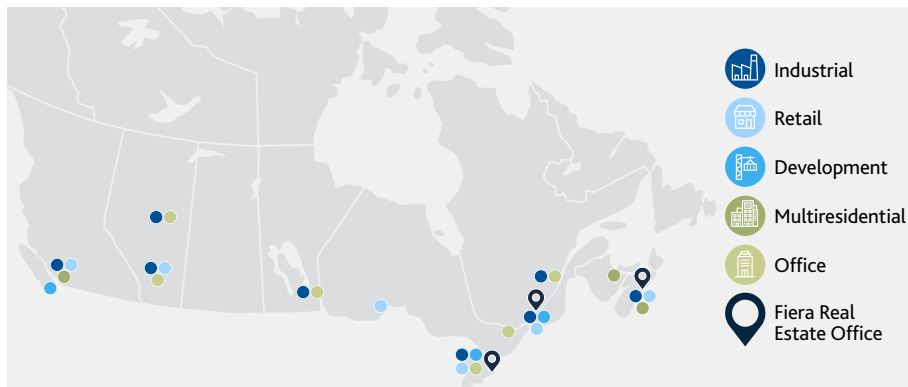 Industrial
Retail
Development
Multiresidential
Office
Fiera Real
Estate Office